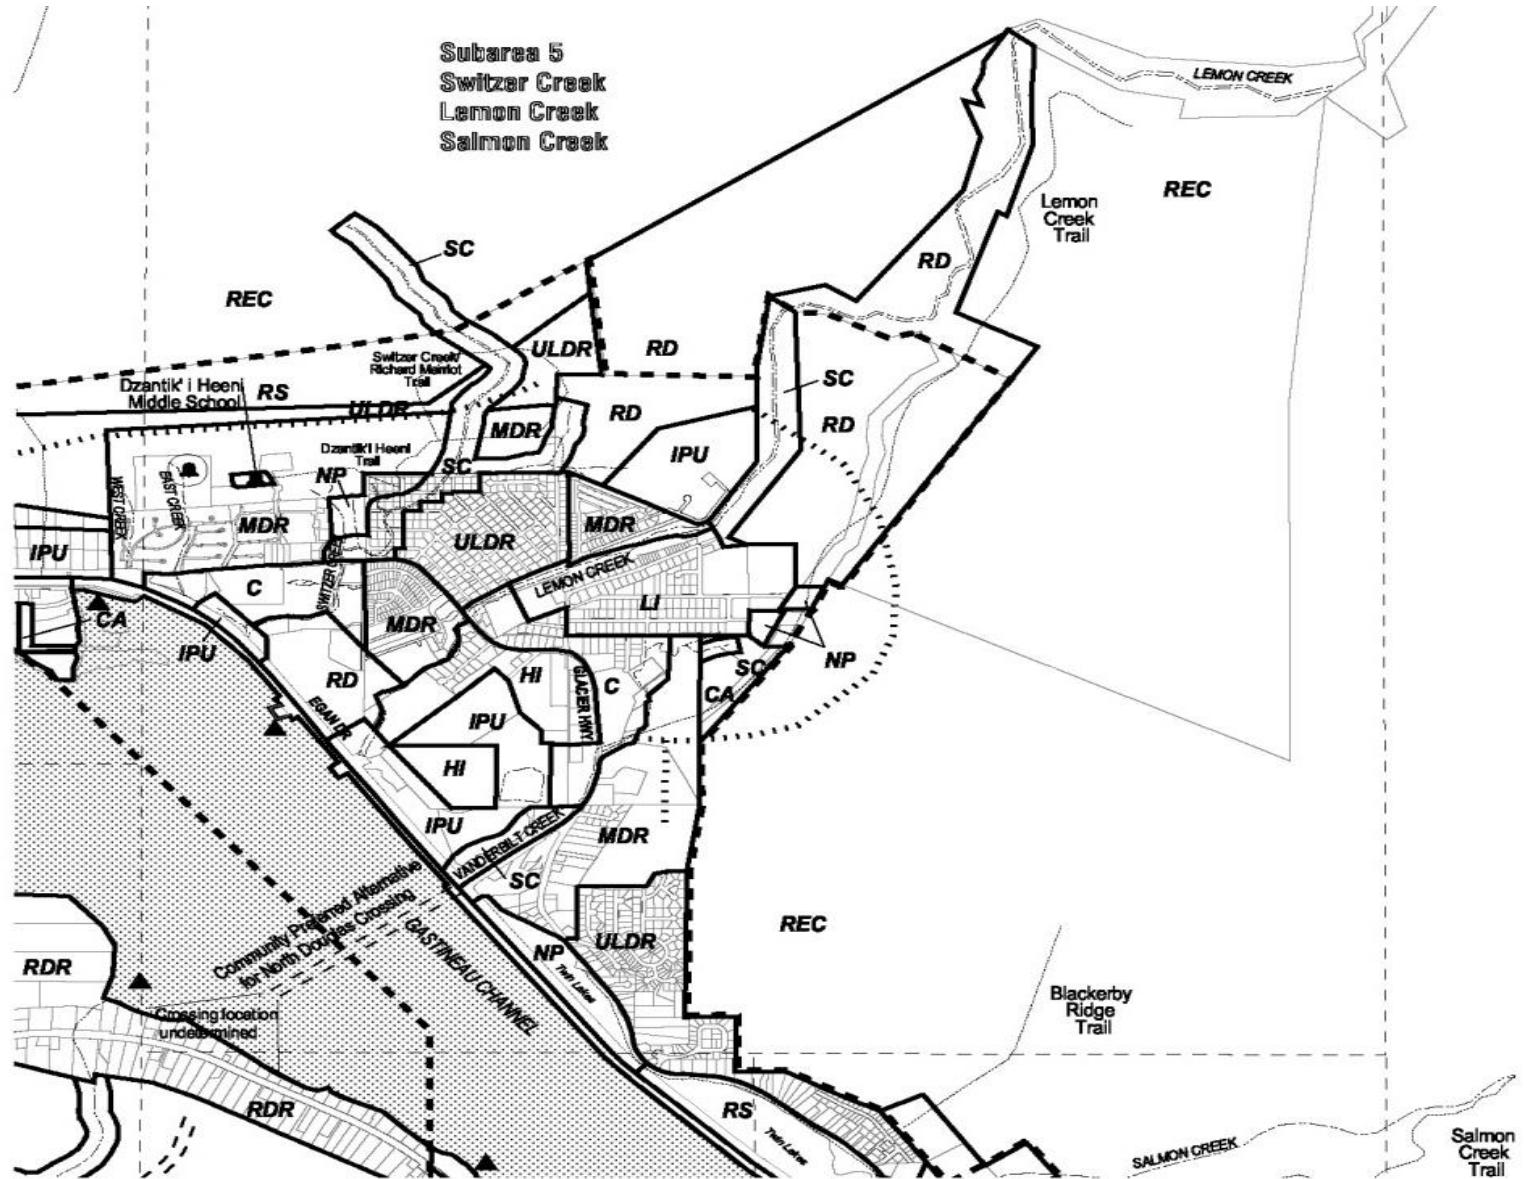 Subarea 5
Switzer Creek
Lemon Creek
Salmon Creek
LEMON CREEK
REC
Lemon
Creek
Trail
SC
RD
REC
Switzer Creek/
Richard Marriot
Trail
ULDR
RD
SC
Dzantik' i Heeni
Middle School
RS
ULDR
RD
RD
MDR
IPU
Dzantik'i Heeni
Trail
NP
SC
WEST CREEK
EAST CREEK
MDR
MDR
ULDR
IPU
C
SWITZER CREEK
LEMON CREEK
LI
MDR
CA
IPU
NP
SC
RD
HI
GLACIER HWY
C
CA
EGAN DR
IPU
HI
IPU
VANDERBILT CREEK
MDR
SC
Community Preferred Alternative
for North Douglas Crossing
GASTINEAU CHANNEL
ULDR
REC
NP
Twin Lakes
RDR
Crossing location
undetermined
Blackerby
Ridge
Trail
RDR
RS
Twin Lakes
SALMON CREEK
Salmon
Creek
Trail